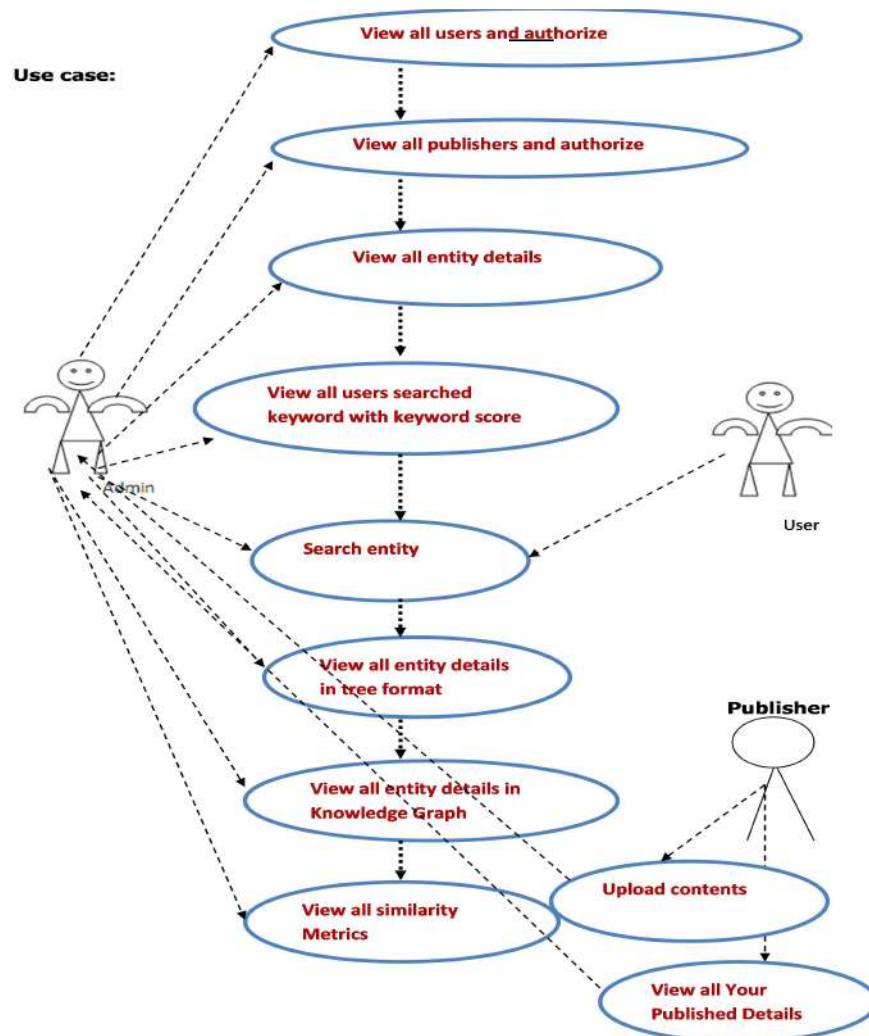 View all users and authorize
Use case:
View all publishers and authorize
View all entity details
View all users searched
keyword with keyword score
Admin
User
Search entity
View all entity details
in tree format
Publisher
View all entity details in
Knowledge Graph
Upload contents
View all similarity
Metrics
View all Your
Published Details